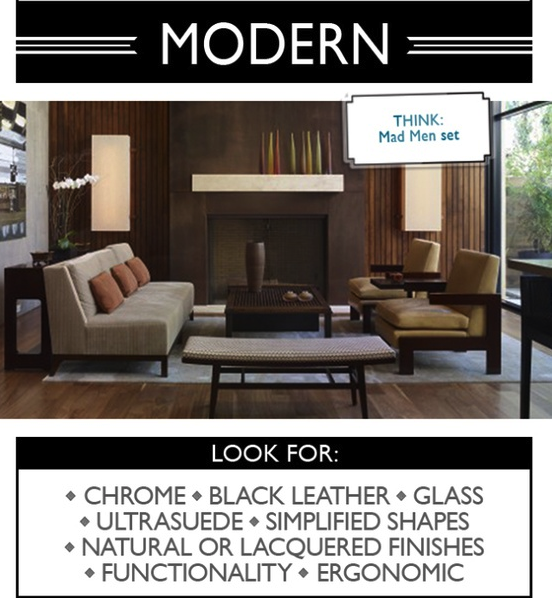 MODERN
THINK:
Mad Men set
LOOK FOR:
◆ CHROME ◆ BLACK LEATHER ◆ GLASS
◆ ULTRASUEDE ◆ SIMPLIFIED SHAPES
◆ NATURAL OR LACQUERED FINISHES
◆ FUNCTIONALITY ◆ ERGONOMIC